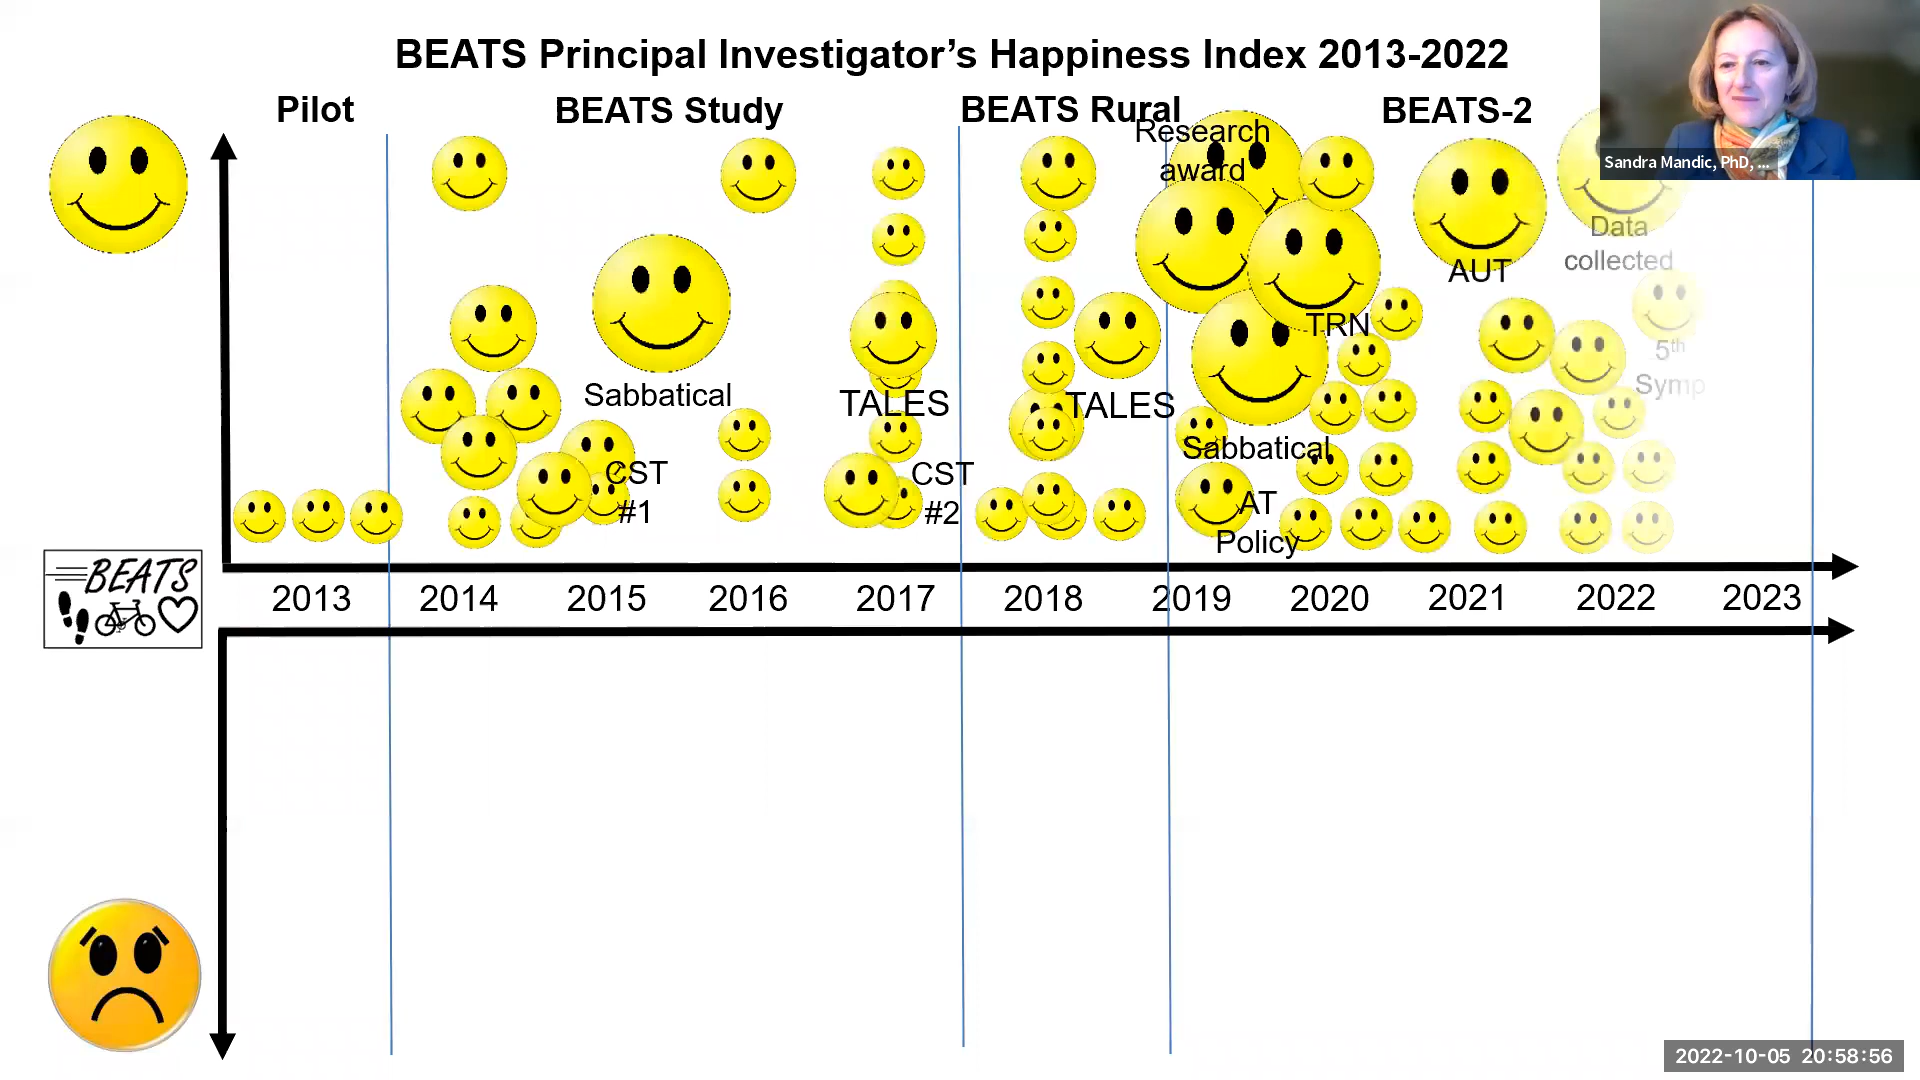 BEATS Principal Investigator’s Happiness Index 2013-2022
Pilot
BEATS Study
BEATS Rural
BEATS-2
Sandra Mandic, PhD, ...
Research
award
Data
collected
AUT
TRN
5th
Symp
Sabbatical
TALES
TALES
Sabbatical
CST
#1
CST
#2
AT
Policy
BEATS
2013
2014
2015
2016
2017
2018
2019
2020
2021
2022
2023
2022-10-05 20:58:56